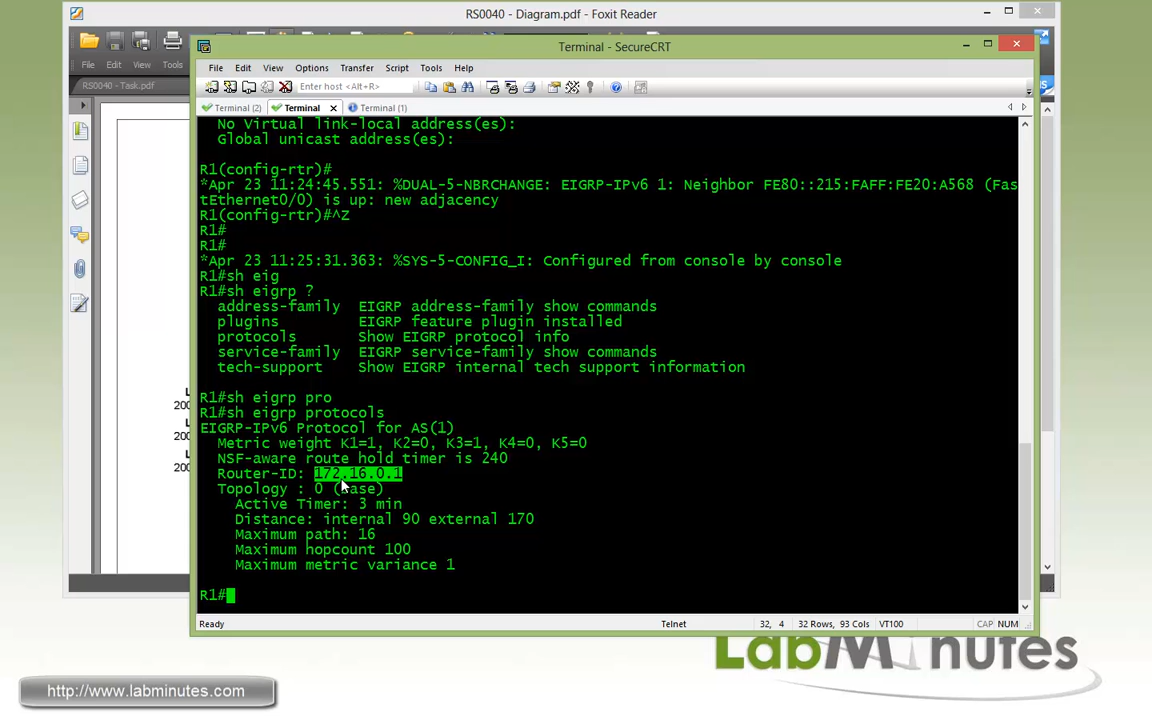 RS0040 - Diagram.pdf - Foxit Reader
File Edit View Tools
RS0040 - Task.pdf
L
200
L
200
Terminal - SecureCRT
File Edit View Options Transfer Script Tools Help
Enter host <Alt+R>
Terminal (2) Terminal Terminal (1)
No Virtual link-local address(es):
Global unicast address(es):
R1(config-rtr)#
*Apr 23 11:24:45.551: %DUAL-5-NBRCHANGE: EIGRP-IPv6 1: Neighbor FE80::215:FAFF:FE20:A568 (Fas
tEthernet0/0) is up: new adjacency
R1(config-rtr)#^Z
R1#
R1#
*Apr 23 11:25:31.363: %SYS-5-CONFIG_I: Configured from console by console
R1#sh eig
R1#sh eigrp ?
address-family EIGRP address-family show commands
plugins EIGRP feature plugin installed
protocols Show EIGRP protocol info
service-family EIGRP service-family show commands
tech-support Show EIGRP internal tech support information
R1#sh eigrp pro
R1#sh eigrp protocols
EIGRP-IPv6 Protocol for AS(1)
Metric weight K1=1, K2=0, K3=1, K4=0, K5=0
NSF-aware route hold timer is 240
Router-ID: 172.16.0.1
Topology : 0 (base)
Active Timer: 3 min
Distance: internal 90 external 170
Maximum path: 16
Maximum hopcount 100
Maximum metric variance 1
R1#
Ready Telnet 32, 4 32 Rows, 93 Cols VT100 CAP NUM
LabMinutes
http://www.labminutes.com